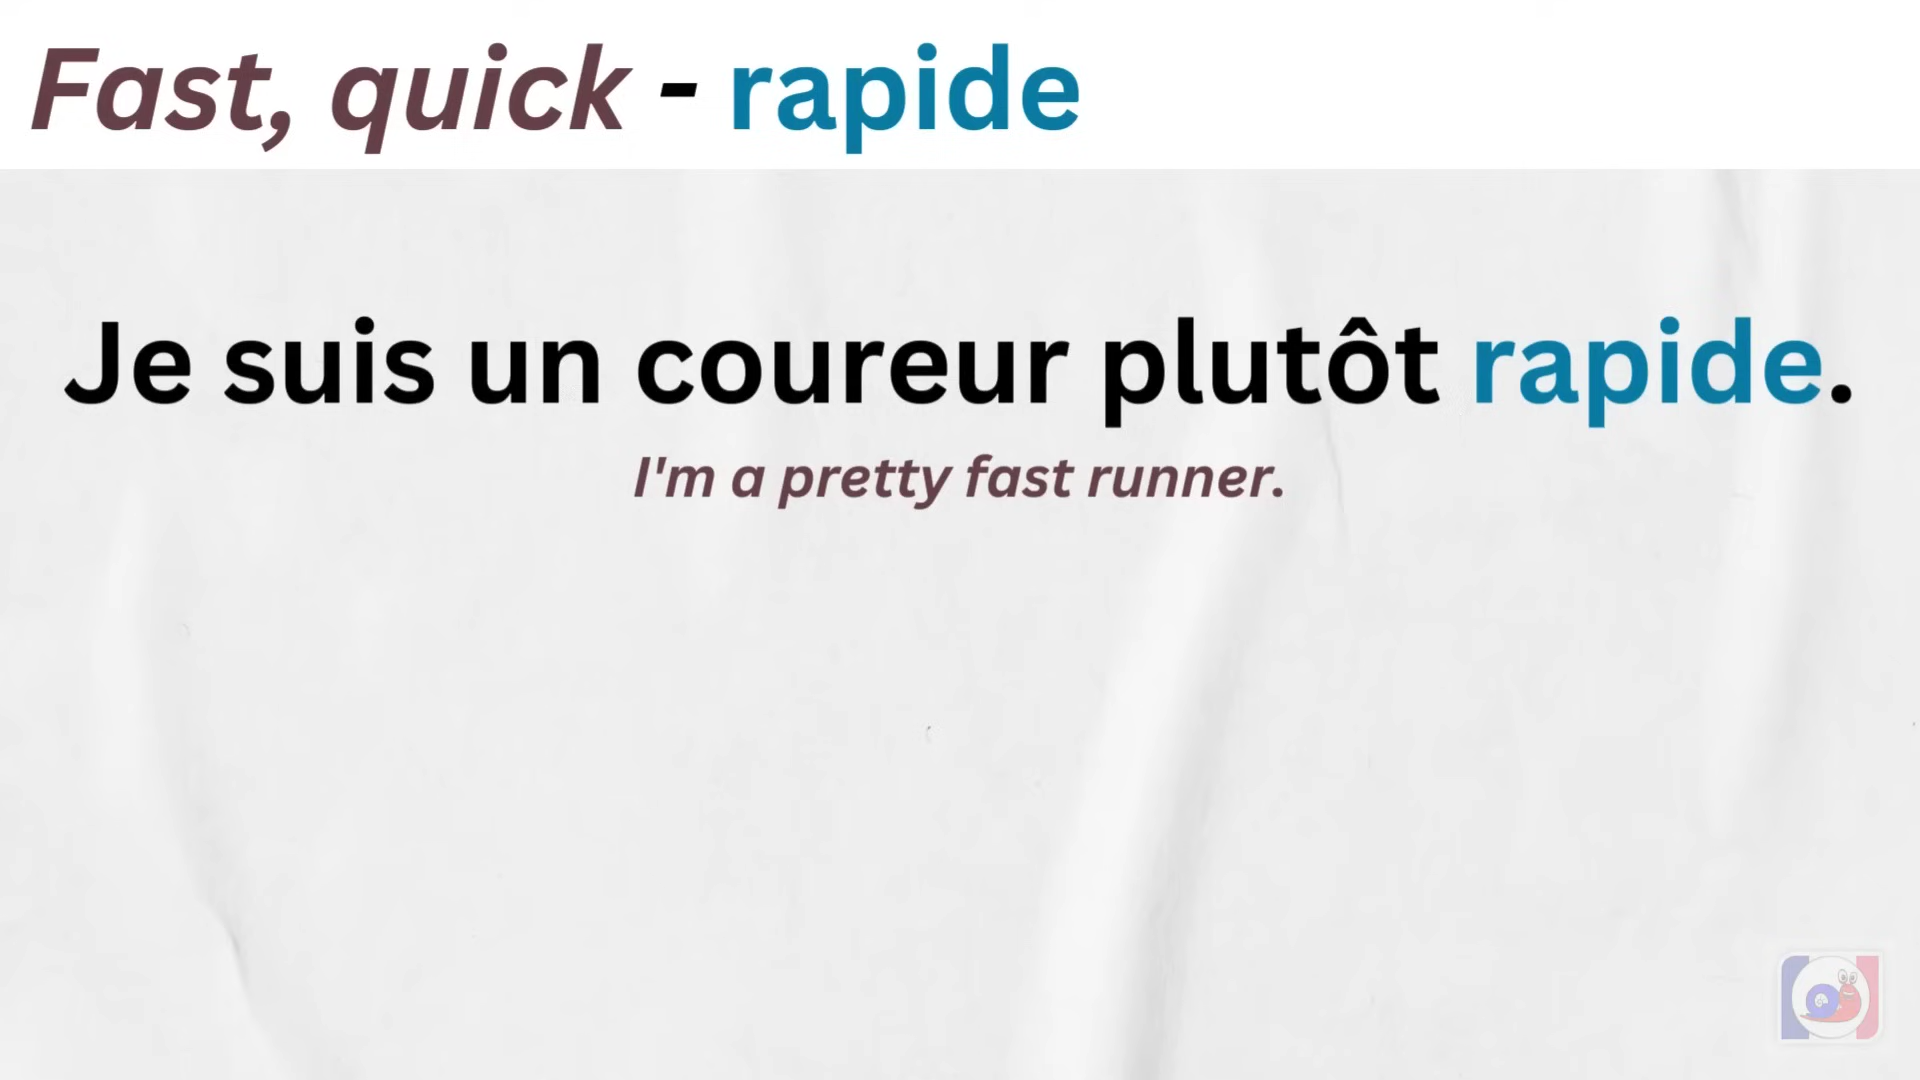 Fast, quick - rapide
Je suis un coureur plutôt rapide.
I'm a pretty fast runner.